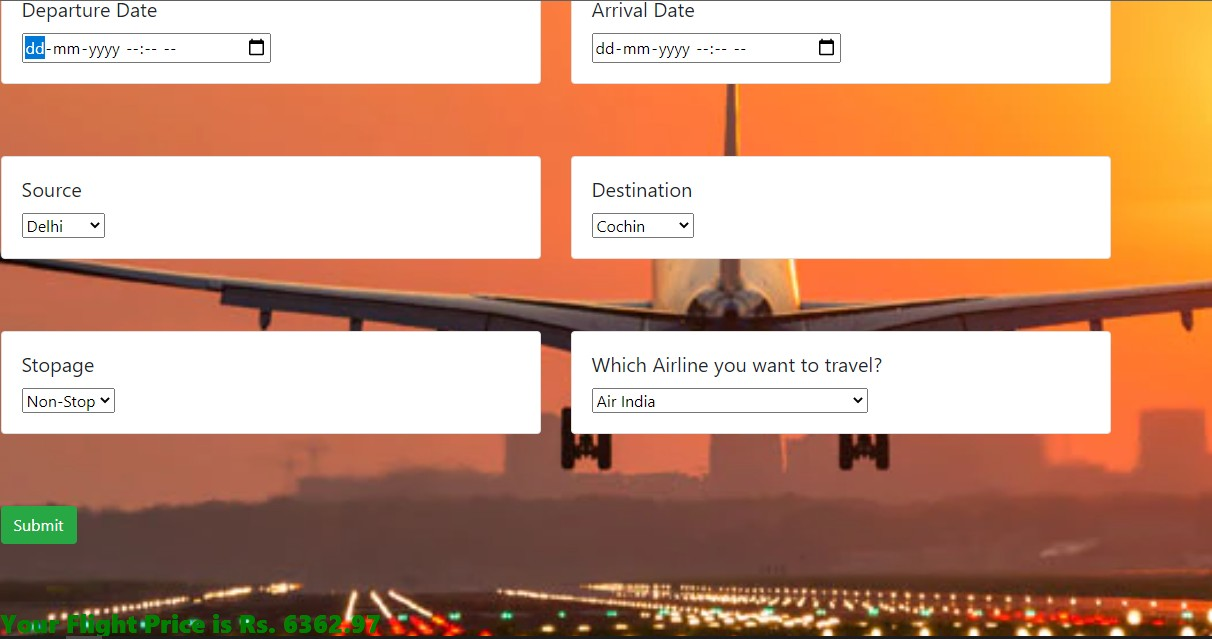 Departure Date
Arrival Date
dd-mm-yyyy --:-- --
dd-mm-yyyy --:-- --
Source
Destination
Delhi
Cochin
Stopage
Which Airline you want to travel?
Non-Stop
Air India
Submit
Your Flight Price is Rs. 6362.97